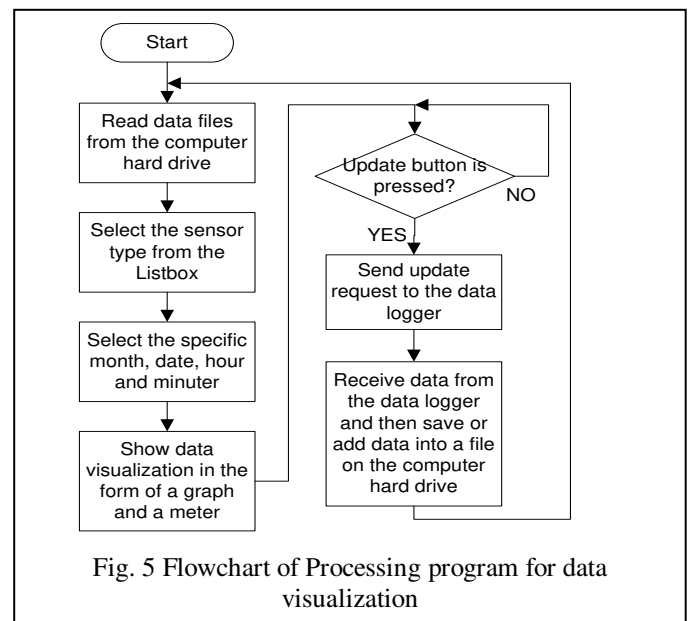 Start
Read data files
from the computer
hard drive
Select the sensor
type from the
Listbox
Select the specific
month, date, hour
and minuter
Show data
visualization in the
form of a graph
and a meter
Update button is
pressed?
NO
YES
Send update
request to the data
logger
Receive data from
the data logger
and then save or
add data into a file
on the computer
hard drive
Fig. 5 Flowchart of Processing program for data
visualization